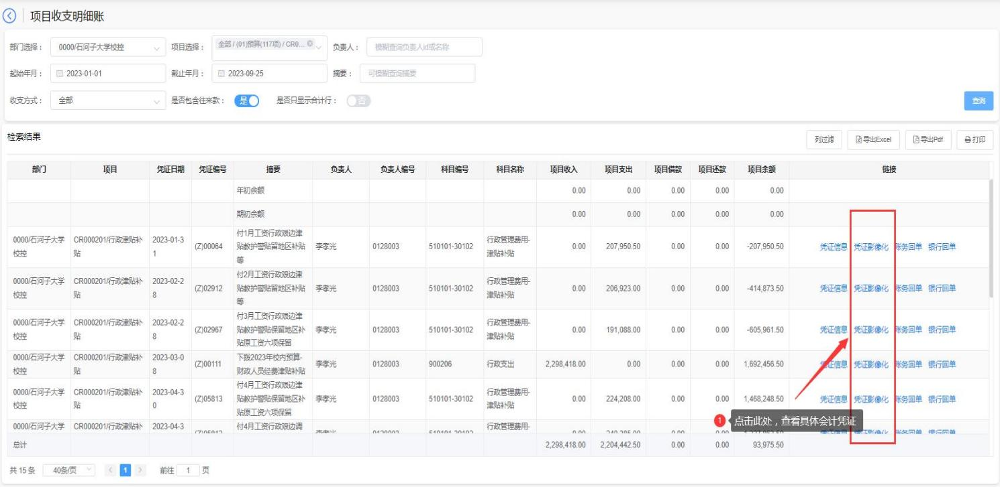 项目收支明细账
部门选择： 0000/石河子大学校控 项目选择： 全部 / (01)预算(117项) / CR0... 负责人： 模糊查询负责人id或名称
起始年月： 2023-01-01 截止年月： 2023-09-25 摘要： 可模糊查询摘要
收支方式： 全部 是否包含往来款： 是 是否只显示合计行： 否 查询
检索结果 列过滤 导出Excel 导出Pdf 打印
部门 项目 凭证日期 凭证编号 摘要 负责人 负责人编号 科目编号 科目名称 项目收入 项目支出 项目借款 项目还款 项目余额 链接
年初余额 0.00 0.00 0.00 0.00 0.00
期初余额 0.00 0.00 0.00 0.00 0.00
付1月工资行政艰边津
0000/石河子大学 CR000201/行政津贴补 2023-01-3 行政管理费用-
(Z)00064 贴教护警贴留地区补贴 李孝光 0128003 510101-30102 0.00 207,950.50 0.00 0.00 -207,950.50 凭证信息 凭证影像化 账务回单 银行回单
校控 贴 1 津贴补贴
等
付2月工资行政艰边津
0000/石河子大学 CR000201/行政津贴补 2023-02-2 行政管理费用-
(Z)02912 贴教护警贴留地区补贴 李孝光 0128003 510101-30102 0.00 206,923.00 0.00 0.00 -414,873.50 凭证信息 凭证影像化 账务回单 银行回单
校控 贴 8 津贴补贴
等
付3月工资行政艰边津
0000/石河子大学 CR000201/行政津贴补 2023-02-2 行政管理费用-
(Z)02967 贴教护警贴保留地区补 李孝光 0128003 510101-30102 0.00 191,088.00 0.00 0.00 -605,961.50 凭证信息 凭证影像化 账务回单 银行回单
校控 贴 8 津贴补贴
贴原工资六项保留
0000/石河子大学 CR000201/行政津贴补 2023-03-0 下拨2023年校内预算-
(Z)00111 李孝光 0128003 900206 行政支出 2,298,418.00 0.00 0.00 0.00 1,692,456.50 凭证信息 凭证影像化 账务回单 银行回单
校控 贴 8 财政人员经费津贴补贴
付4月工资行政艰边津
0000/石河子大学 CR000201/行政津贴补 2023-04-3 行政管理费用-
(Z)05813 贴教护警贴保留地区补 李孝光 0128003 510101-30102 0.00 224,208.00 0.00 0.00 1,468,248.50 凭证信息 凭证影像化 账务回单 银行回单
校控 贴 0 津贴补贴
贴原工资六项保留
1 点击此处，查看具体会计凭证
0000/石河子大学 CR000201/行政津贴补 2023-04-3 付4月工资行政艰边调 行政管理费用-
总计 2,298,418.00 2,204,442.50 0.00 0.00 93,975.50
共 15 条 40条/页 1 前往 1 页